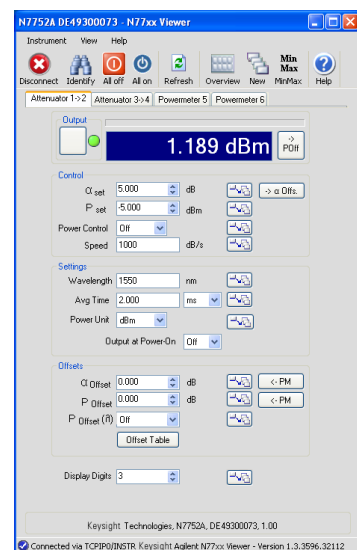 N7752A DE49300073 - N77xx Viewer
Instrument View Help
Disconnect Identify All off All on Refresh Overview New Min Max MinMax Help
Attenuator 1->2 Attenuator 3->4 Powermeter 5 Powermeter 6
Output
1.189 dBm -> POff
Control
α set 5.000 dB -> α Offs.
P set -5.000 dBm
Power Control Off
Speed 1000 dB/s
Settings
Wavelength 1550 nm
Avg Time 2.000 ms
Power Unit dBm
Output at Power-On Off
Offsets
α Offset 0.000 dB <- PM
P Offset 0.000 dB <- PM
P Offset (λ) Off
Offset Table
Display Digits 3
Keysight Technologies, N7752A, DE49300073, 1.00
Connected via TCPIP0/INSTR Keysight Agilent N77xx Viewer - Version 1.3.3596.32112